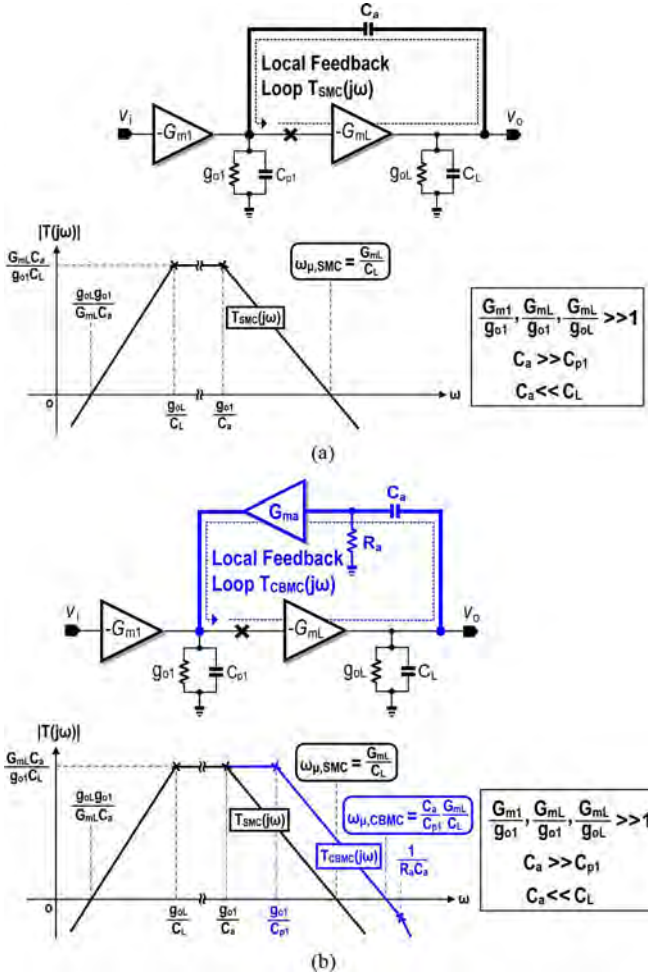 Ca
Local Feedback
Loop TSMC(jω)
Vi
-Gm1
-GmL
Vo
go1
Cp1
goL
CL
|T(jω)|
GmLCa
go1CL
ωμ,SMC = GmL
CL
goLgo1
GmLCa
TSMC(jω)
Gm1
go1
, GmL
go1
, GmL
goL
>>1
Ca>>Cp1
Ca<<CL
0
ω
goL
CL
go1
Ca
(a)
Gma
Ca
Ra
Local Feedback
Loop TCBMC(jω)
Vi
-Gm1
-GmL
Vo
go1
Cp1
goL
CL
|T(jω)|
GmLCa
go1CL
ωμ,SMC = GmL
CL
goLgo1
GmLCa
ωμ,CBMC = Ca
Cp1
GmL
CL
TSMC(jω)
TCBMC(jω)
1
RaCa
Gm1
go1
, GmL
go1
, GmL
goL
>>1
Ca>>Cp1
Ca<<CL
0
ω
goL
CL
go1
Ca
go1
Cp1
(b)